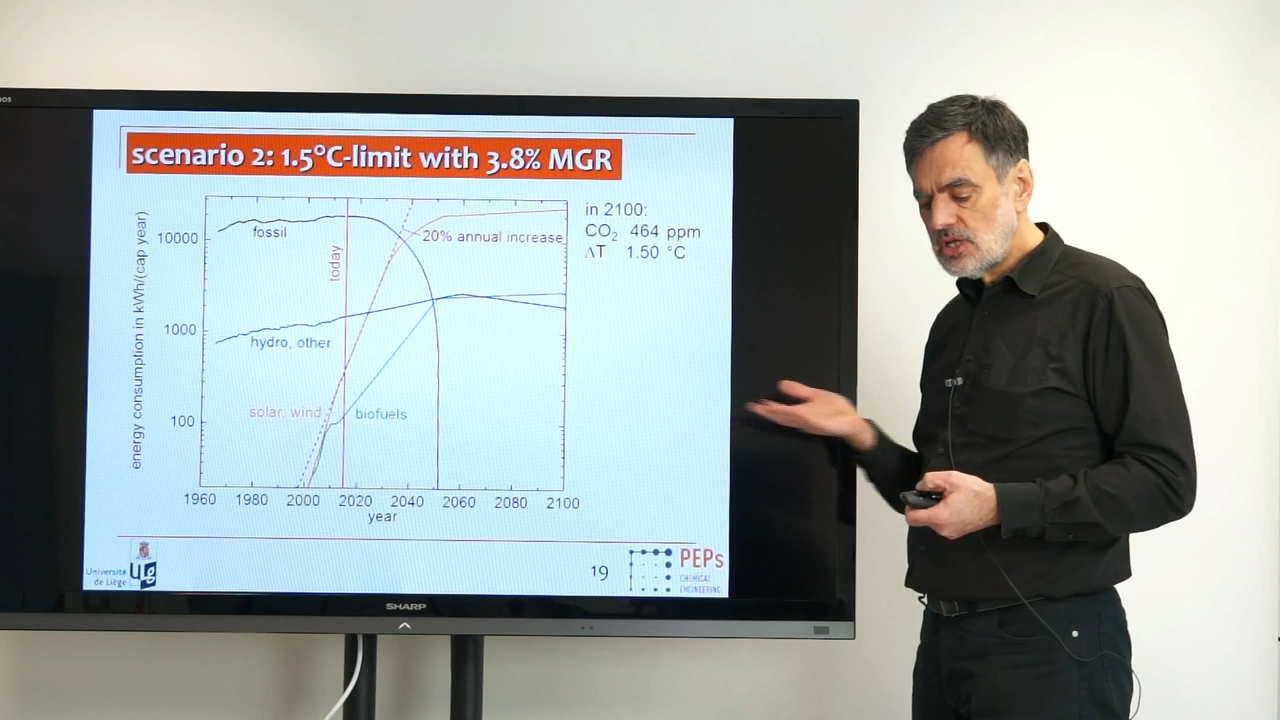 scenario 2: 1.5°C-limit with 3.8% MGR
energy consumption in kWh/(cap year)
10000
1000
100
fossil
today
20% annual increase
hydro, other
solar, wind
biofuels
1960 1980 2000 2020 2040 2060 2080 2100
year
in 2100:
CO₂ 464 ppm
ΔT 1.50 °C
Université
de Liège
19
PEPs
CHEMICAL
ENGINEERING
SHARP